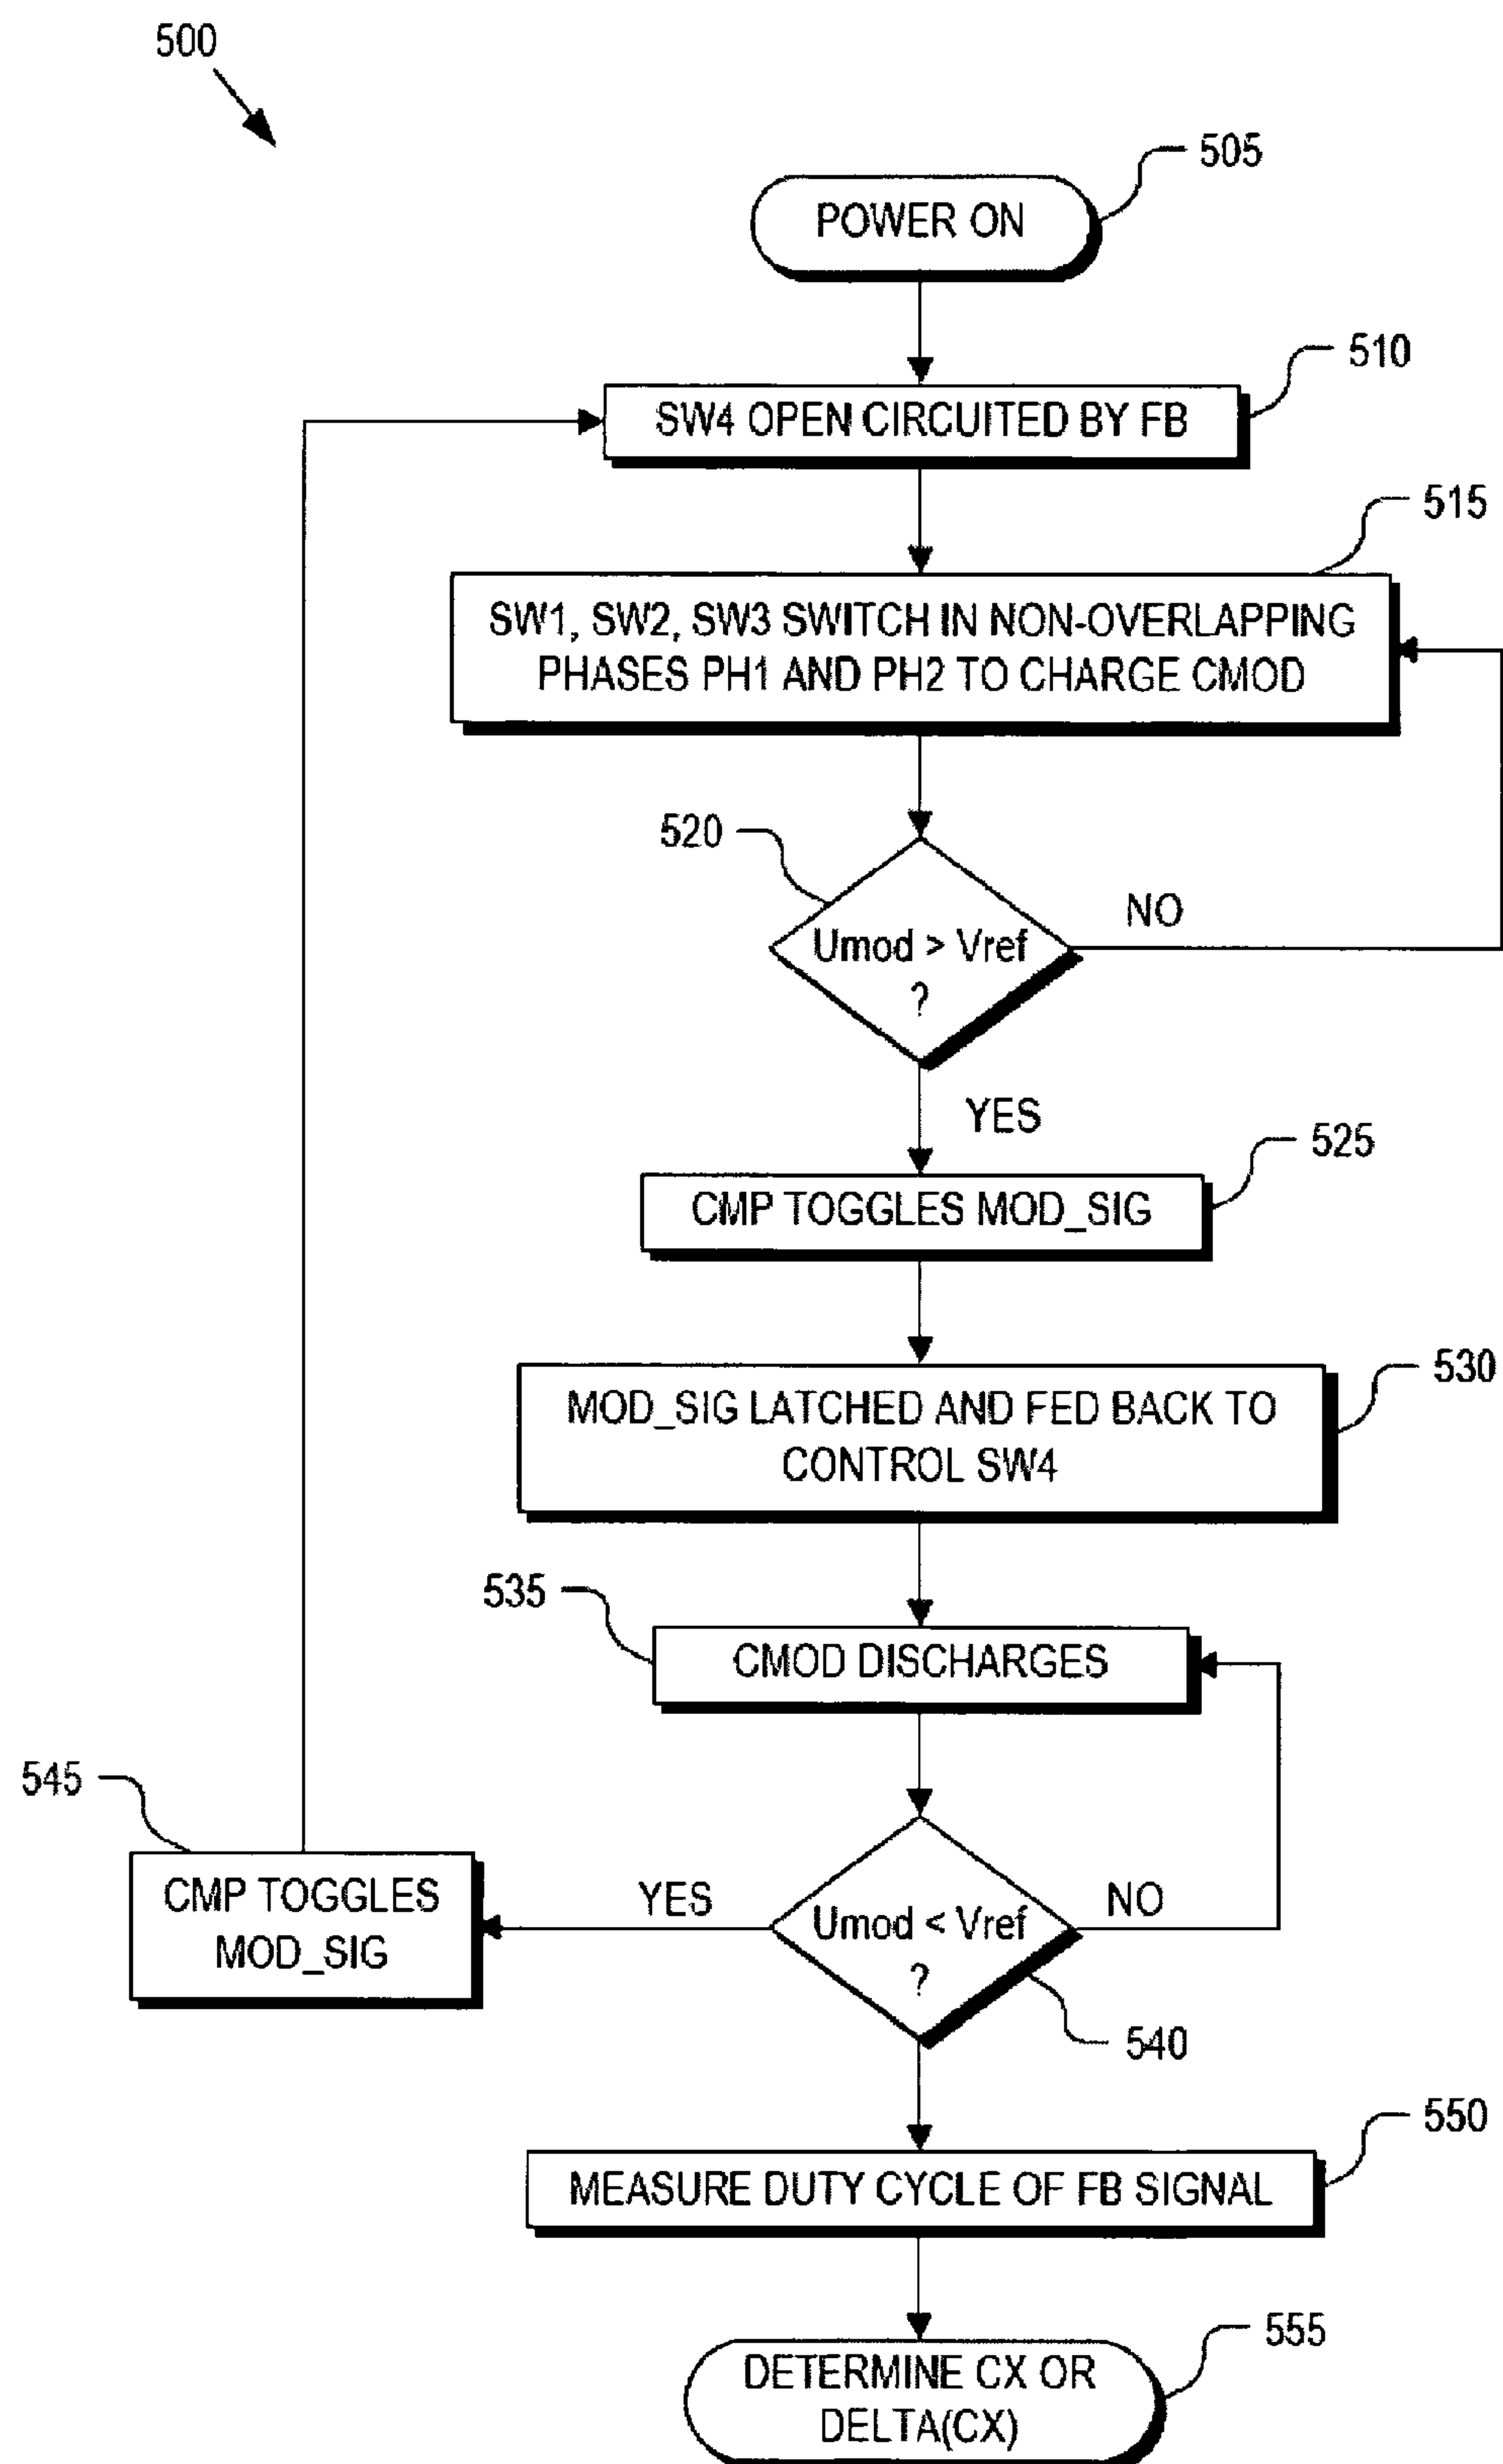 500
505
POWER ON
510
SW4 OPEN CIRCUITED BY FB
515
SW1, SW2, SW3 SWITCH IN NON-OVERLAPPING
PHASES PH1 AND PH2 TO CHARGE CMOD
520
NO
Umod > Vref
?
YES
525
CMP TOGGLES MOD_SIG
530
MOD_SIG LATCHED AND FED BACK TO
CONTROL SW4
535
CMOD DISCHARGES
545
CMP TOGGLES
MOD_SIG
YES
NO
Umod < Vref
?
540
550
MEASURE DUTY CYCLE OF FB SIGNAL
555
DETERMINE CX OR
DELTA(CX)